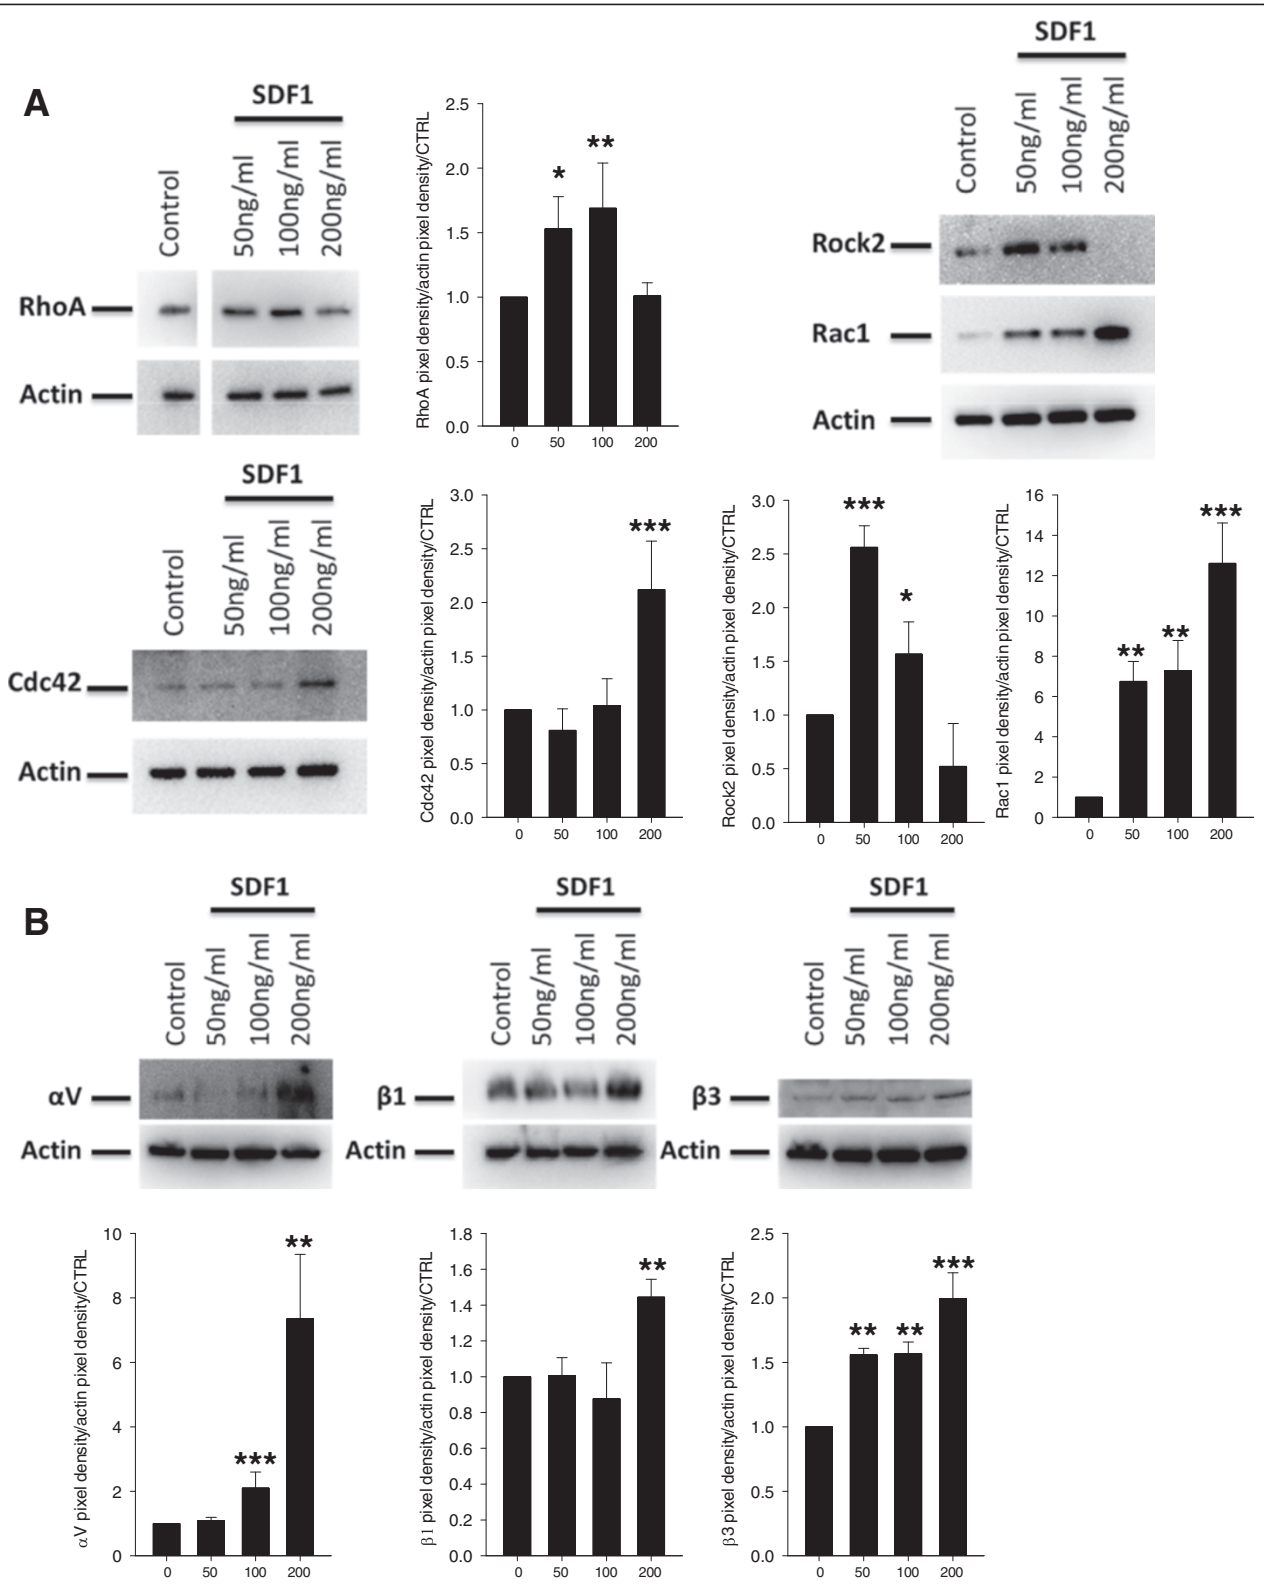 A
SDF1
Control
50ng/ml
100ng/ml
200ng/ml
RhoA
Actin
RhoA pixel density/actin pixel density/CTRL
2.5
2.0
1.5
1.0
0.5
0.0
*
**
0 50 100 200
SDF1
Control
50ng/ml
100ng/ml
200ng/ml
Rock2
Rac1
Actin
SDF1
Control
50ng/ml
100ng/ml
200ng/ml
Cdc42
Actin
Cdc42 pixel density/actin pixel density/CTRL
3.0
2.5
2.0
1.5
1.0
0.5
0.0
***
0 50 100 200
Rock2 pixel density/actin pixel density/CTRL
3.0
2.5
2.0
1.5
1.0
0.5
0.0
***
*
0 50 100 200
Rac1 pixel density/actin pixel density/CTRL
16
14
12
10
8
6
4
2
0
**
**
***
0 50 100 200
B
SDF1
Control
50ng/ml
100ng/ml
200ng/ml
αV
Actin
SDF1
Control
50ng/ml
100ng/ml
200ng/ml
β1
Actin
SDF1
Control
50ng/ml
100ng/ml
200ng/ml
β3
Actin
αV pixel density/actin pixel density/CTRL
10
8
6
4
2
0
***
**
0 50 100 200
β1 pixel density/actin pixel density/CTRL
1.8
1.6
1.4
1.2
1.0
0.8
0.6
0.4
0.2
0.0
**
0 50 100 200
β3 pixel density/actin pixel density/CTRL
2.5
2.0
1.5
1.0
0.5
0.0
**
**
***
0 50 100 200